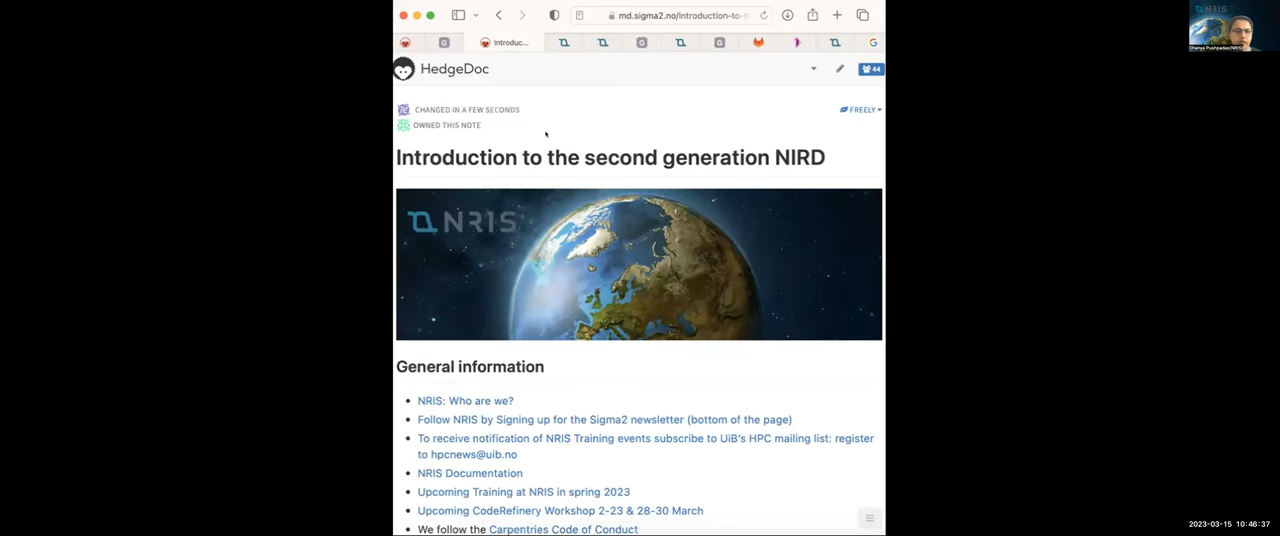 md.sigma2.no/Introduction-to-
Introduc...
HedgeDoc
44
CHANGED IN A FEW SECONDS
FREELY
OWNED THIS NOTE
Introduction to the second generation NIRD
NRIS
General information
NRIS: Who are we?
Follow NRIS by Signing up for the Sigma2 newsletter (bottom of the page)
To receive notification of NRIS Training events subscribe to UiB's HPC mailing list: register
to hpcnews@uib.no
NRIS Documentation
Upcoming Training at NRIS in spring 2023
Upcoming CodeRefinery Workshop 2-23 & 28-30 March
We follow the Carpentries Code of Conduct
NRIS
Dhanya Pushpadas(NRIS)
2023-03-15 10:46:37